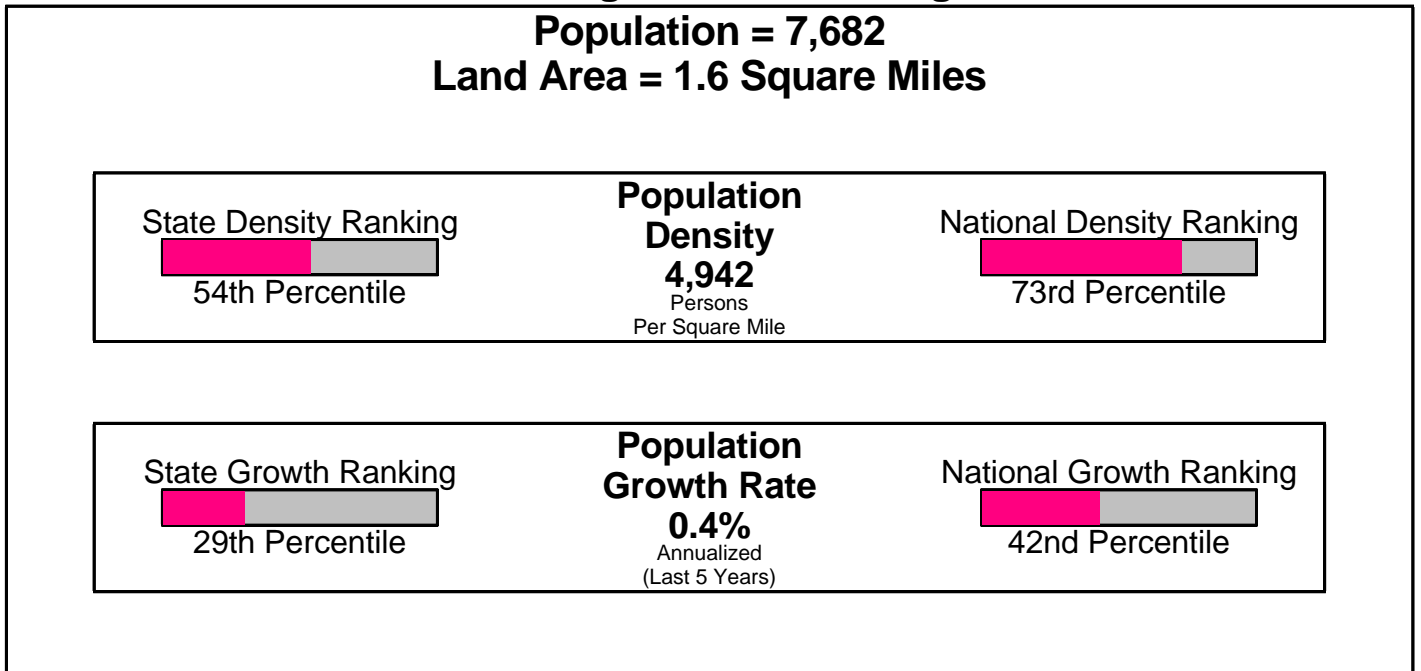 Population = 7,682
Land Area = 1.6 Square Miles
State Density Ranking
54th Percentile
Population
Density
4,942
Persons
Per Square Mile
National Density Ranking
73rd Percentile
State Growth Ranking
29th Percentile
Population
Growth Rate
0.4%
Annualized
(Last 5 Years)
National Growth Ranking
42nd Percentile